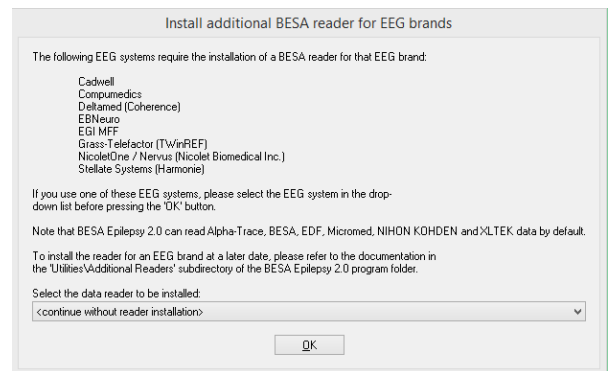 Install additional BESA reader for EEG brands
The following EEG systems require the installation of a BESA reader for that EEG brand:
Cadwell
Compumedics
Deltamed (Coherence)
EBNeuro
EGI MFF
Grass-Telefactor (TWinREF)
NicoletOne / Nervus (Nicolet Biomedical Inc.)
Stellate Systems (Harmonie)
If you use one of these EEG systems, please select the EEG system in the drop-
down list before pressing the 'OK' button.
Note that BESA Epilepsy 2.0 can read Alpha-Trace, BESA, EDF, Micromed, NIHON KOHDEN and XLTEK data by default.
To install the reader for an EEG brand at a later date, please refer to the documentation in
the 'Utilities\Additional Readers' subdirectory of the BESA Epilepsy 2.0 program folder.
Select the data reader to be installed:
<continue without reader installation>
OK